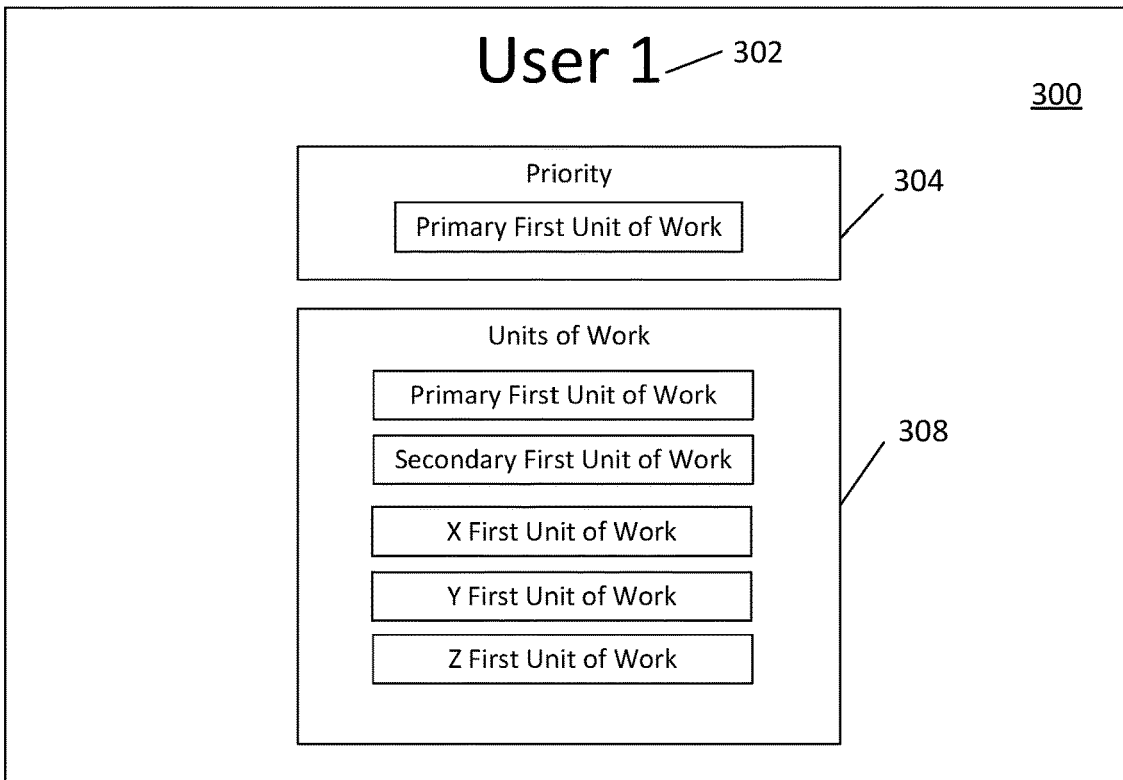 User 1 302
300
Priority
304
Primary First Unit of Work
Units of Work
Primary First Unit of Work
308
Secondary First Unit of Work
X First Unit of Work
Y First Unit of Work
Z First Unit of Work